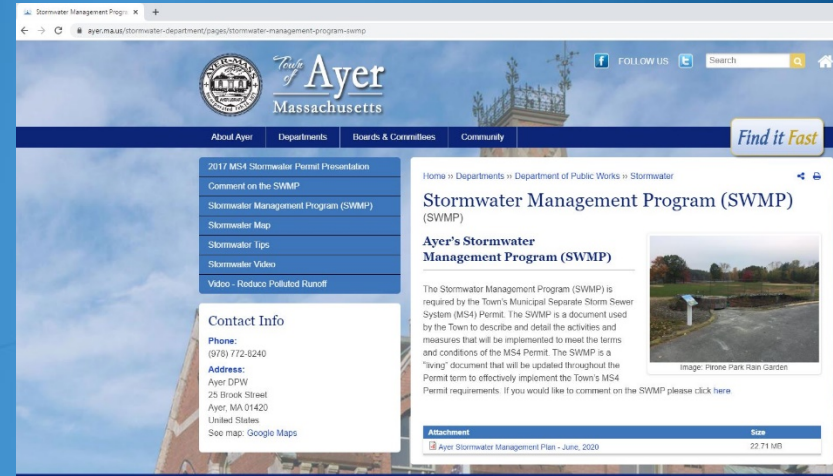 Stormwater Management Progra
ayer.ma.us/stormwater-department/pages/stormwater-management-program-swmp
Town of Ayer
Massachusetts
FOLLOW US
Search
About Ayer
Departments
Boards & Committees
Community
Find it Fast
2017 MS4 Stormwater Permit Presentation
Comment on the SWMP
Stormwater Management Program (SWMP)
Stormwater Map
Stormwater Tips
Stormwater Video
Video - Reduce Polluted Runoff
Contact Info
Phone:
(978) 772-8240
Address:
Ayer DPW
25 Brook Street
Ayer, MA 01420
United States
See map: Google Maps
Home » Departments » Department of Public Works » Stormwater
Stormwater Management Program (SWMP)
(SWMP)
Ayer's Stormwater
Management Program (SWMP)
The Stormwater Management Program (SWMP) is
required by the Town's Municipal Separate Storm Sewer
System (MS4) Permit. The SWMP is a document used
by the Town to describe and detail the activities and
measures that will be implemented to meet the terms
and conditions of the MS4 Permit. The SWMP is a
"living" document that will be updated throughout the
Permit term to effectively implement the Town's MS4
Permit requirements. If you would like to comment on the SWMP please click here.
Image: Pirone Park Rain Garden
Attachment
Size
Ayer Stormwater Management Plan - June, 2020
22.71 MB